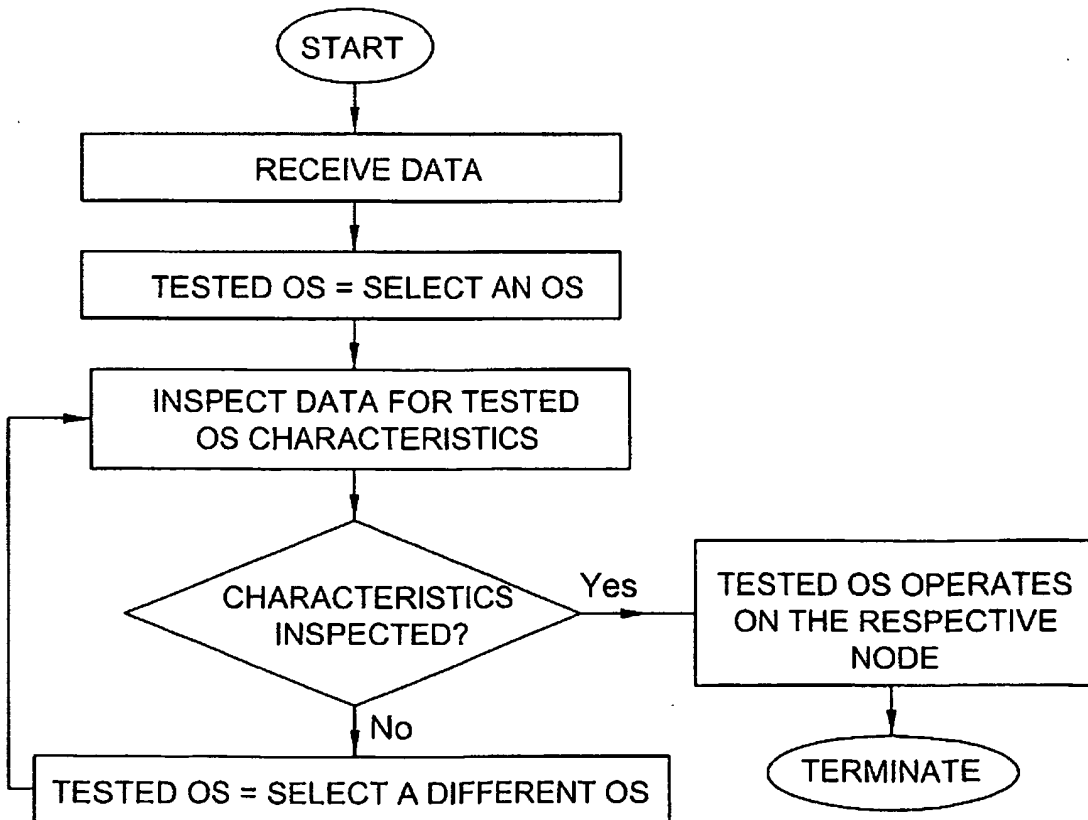 START
RECEIVE DATA
TESTED OS = SELECT AN OS
INSPECT DATA FOR TESTED
OS CHARACTERISTICS
CHARACTERISTICS
INSPECTED?
Yes
TESTED OS OPERATES
ON THE RESPECTIVE
NODE
No
TERMINATE
TESTED OS = SELECT A DIFFERENT OS